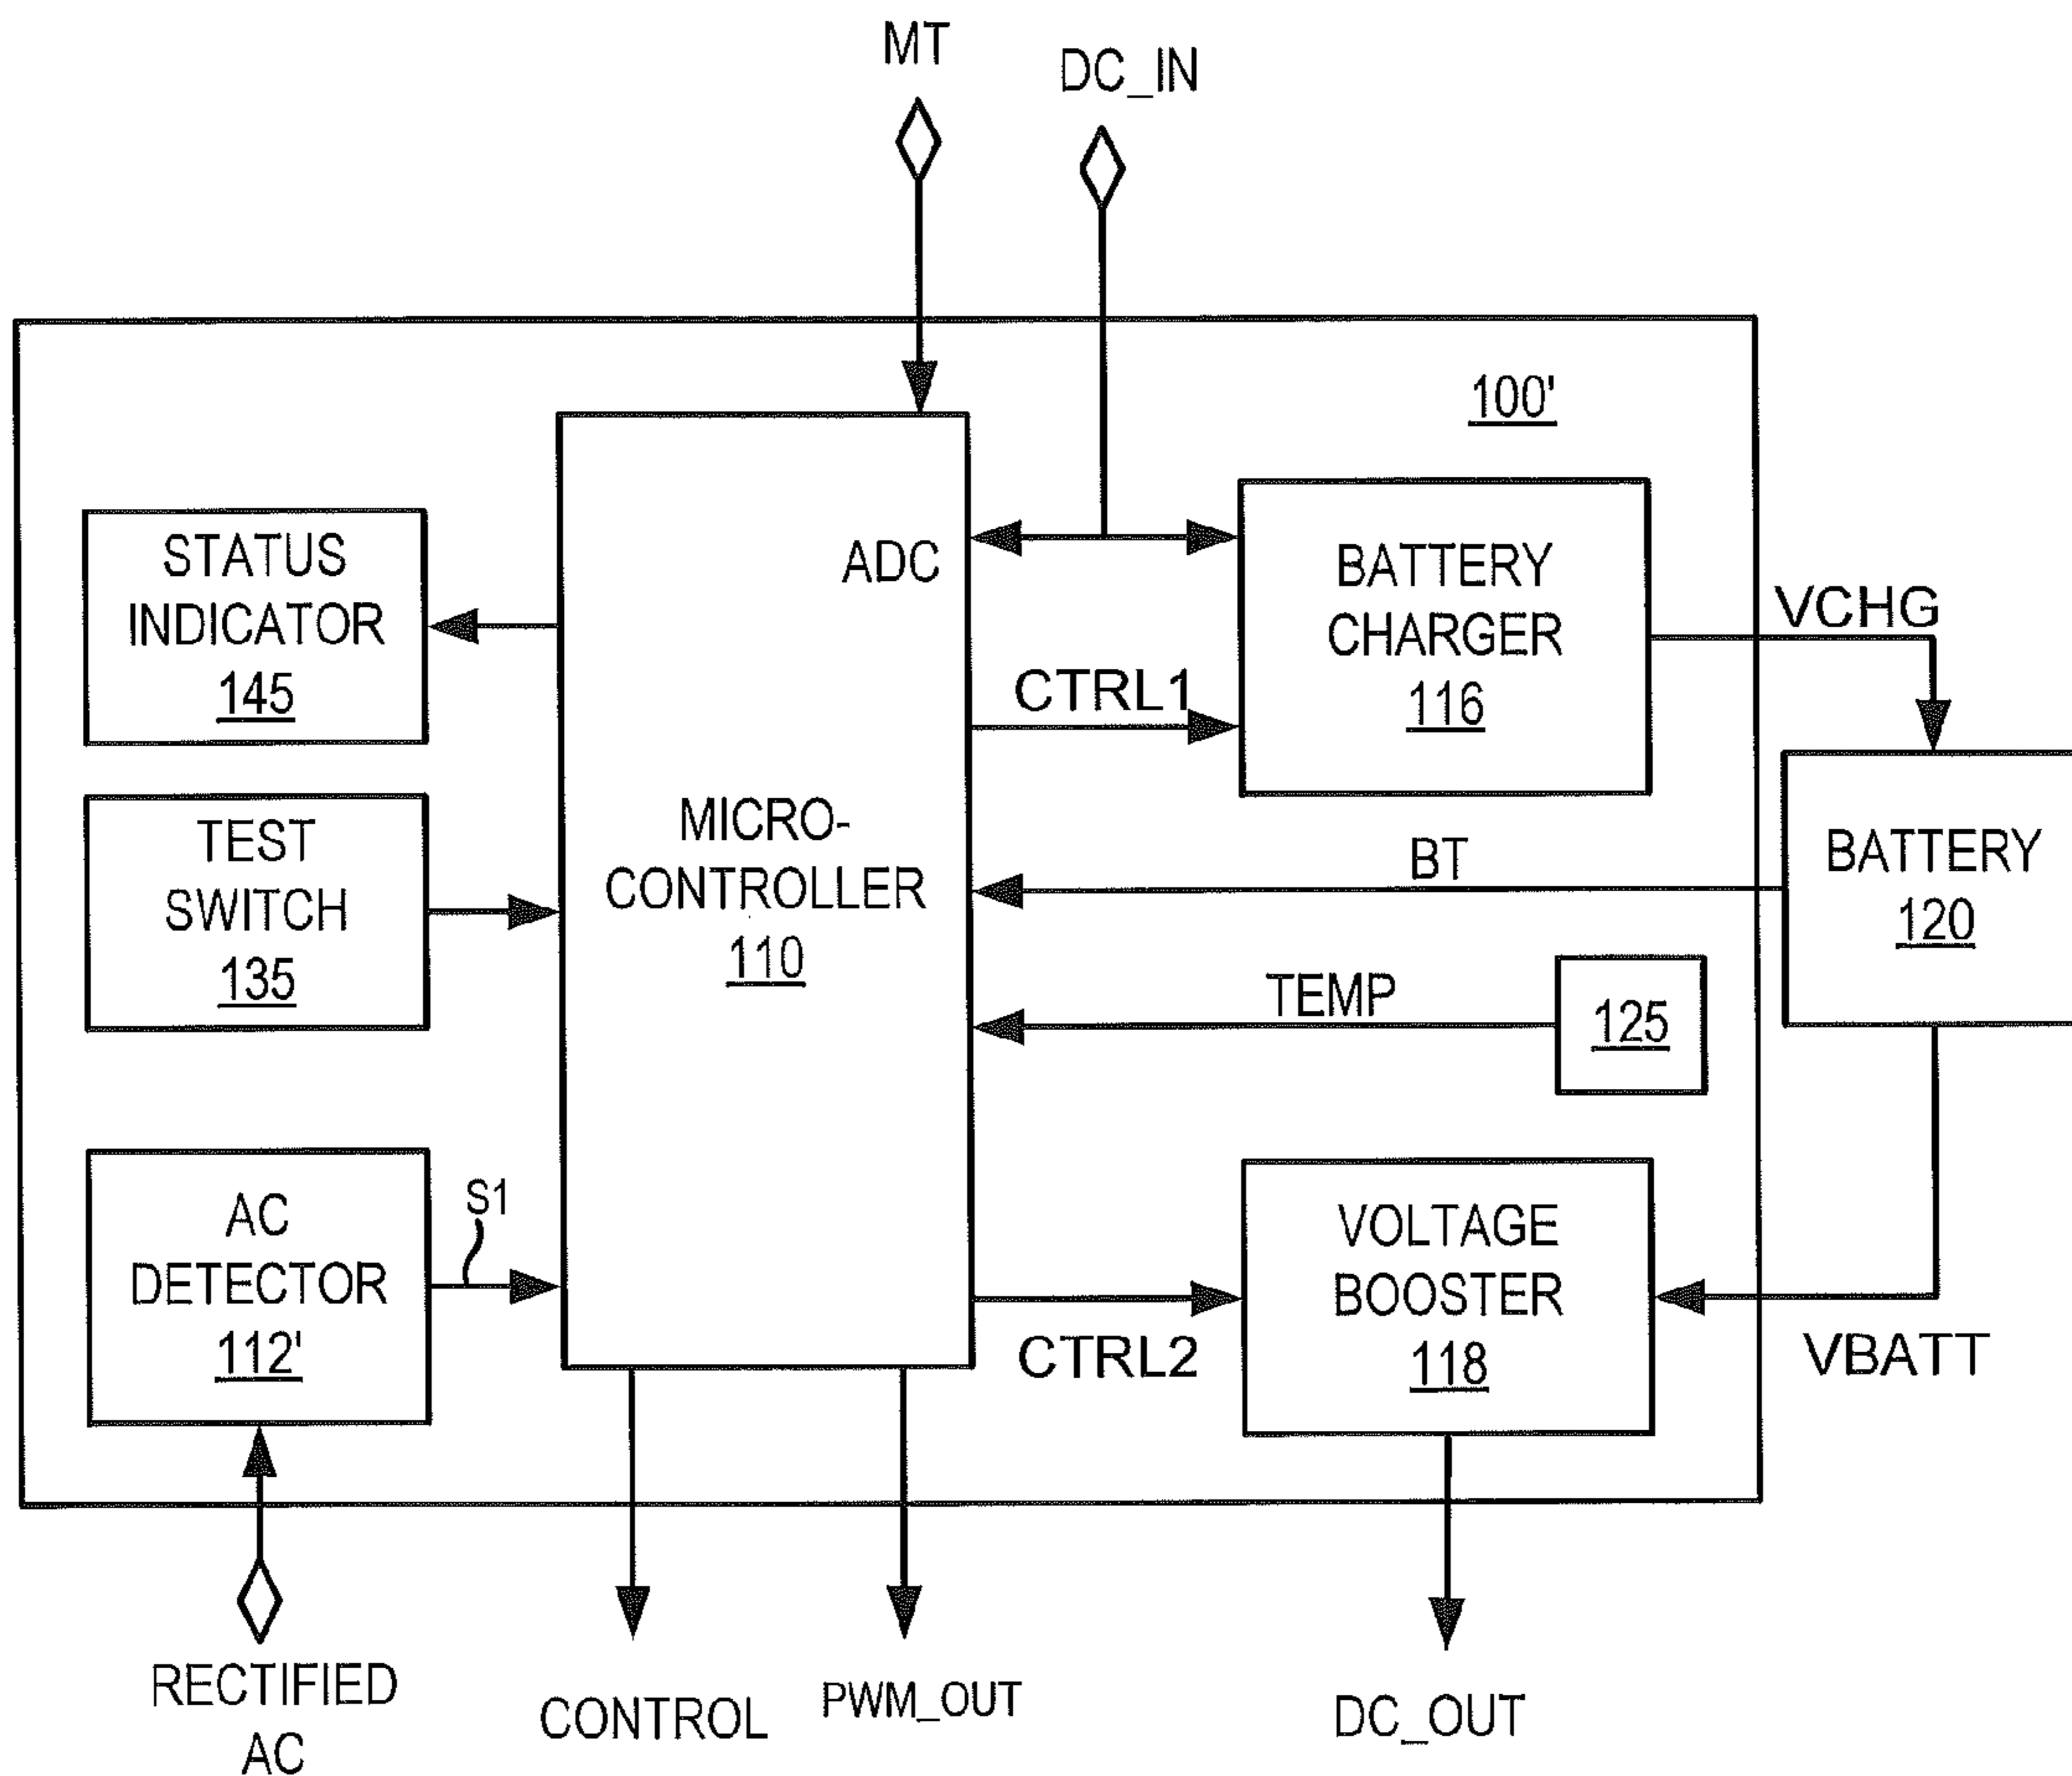 MT
DC_IN
100'
STATUS
INDICATOR
145
ADC
BATTERY
CHARGER
116
VCHG
CTRL1
TEST
SWITCH
135
MICRO-
CONTROLLER
110
BT
BATTERY
120
TEMP
125
AC
DETECTOR
112'
S1
VOLTAGE
BOOSTER
118
CTRL2
VBATT
RECTIFIED
AC
CONTROL
PWM_OUT
DC_OUT